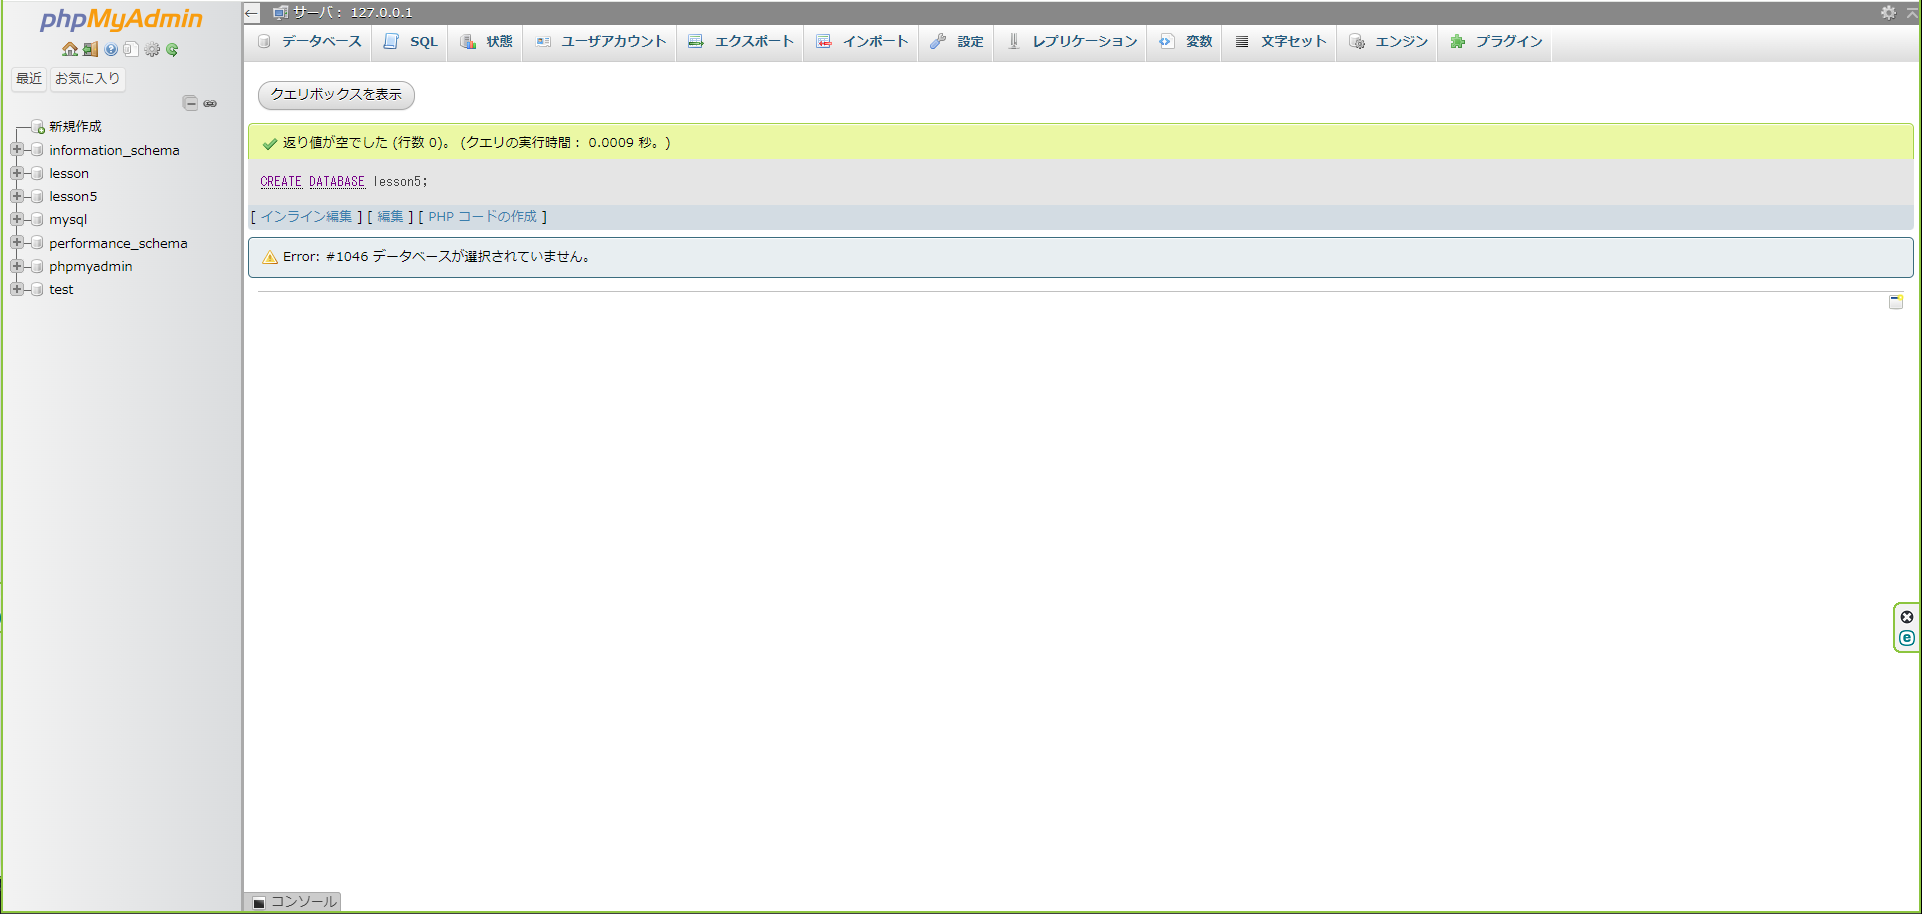 phpMyAdmin
最近 お気に入り
新規作成
information_schema
lesson
lesson5
mysql
performance_schema
phpmyadmin
test
サーバ: 127.0.0.1
データベース SQL 状態 ユーザアカウント エクスポート インポート 設定 レプリケーション 変数 文字セット エンジン プラグイン
クエリボックスを表示
返り値が空でした (行数 0)。 (クエリの実行時間: 0.0009 秒。)
CREATE DATABASE lesson5;
[ インライン編集 ] [ 編集 ] [ PHP コードの作成 ]
Error: #1046 データベースが選択されていません。
コンソール